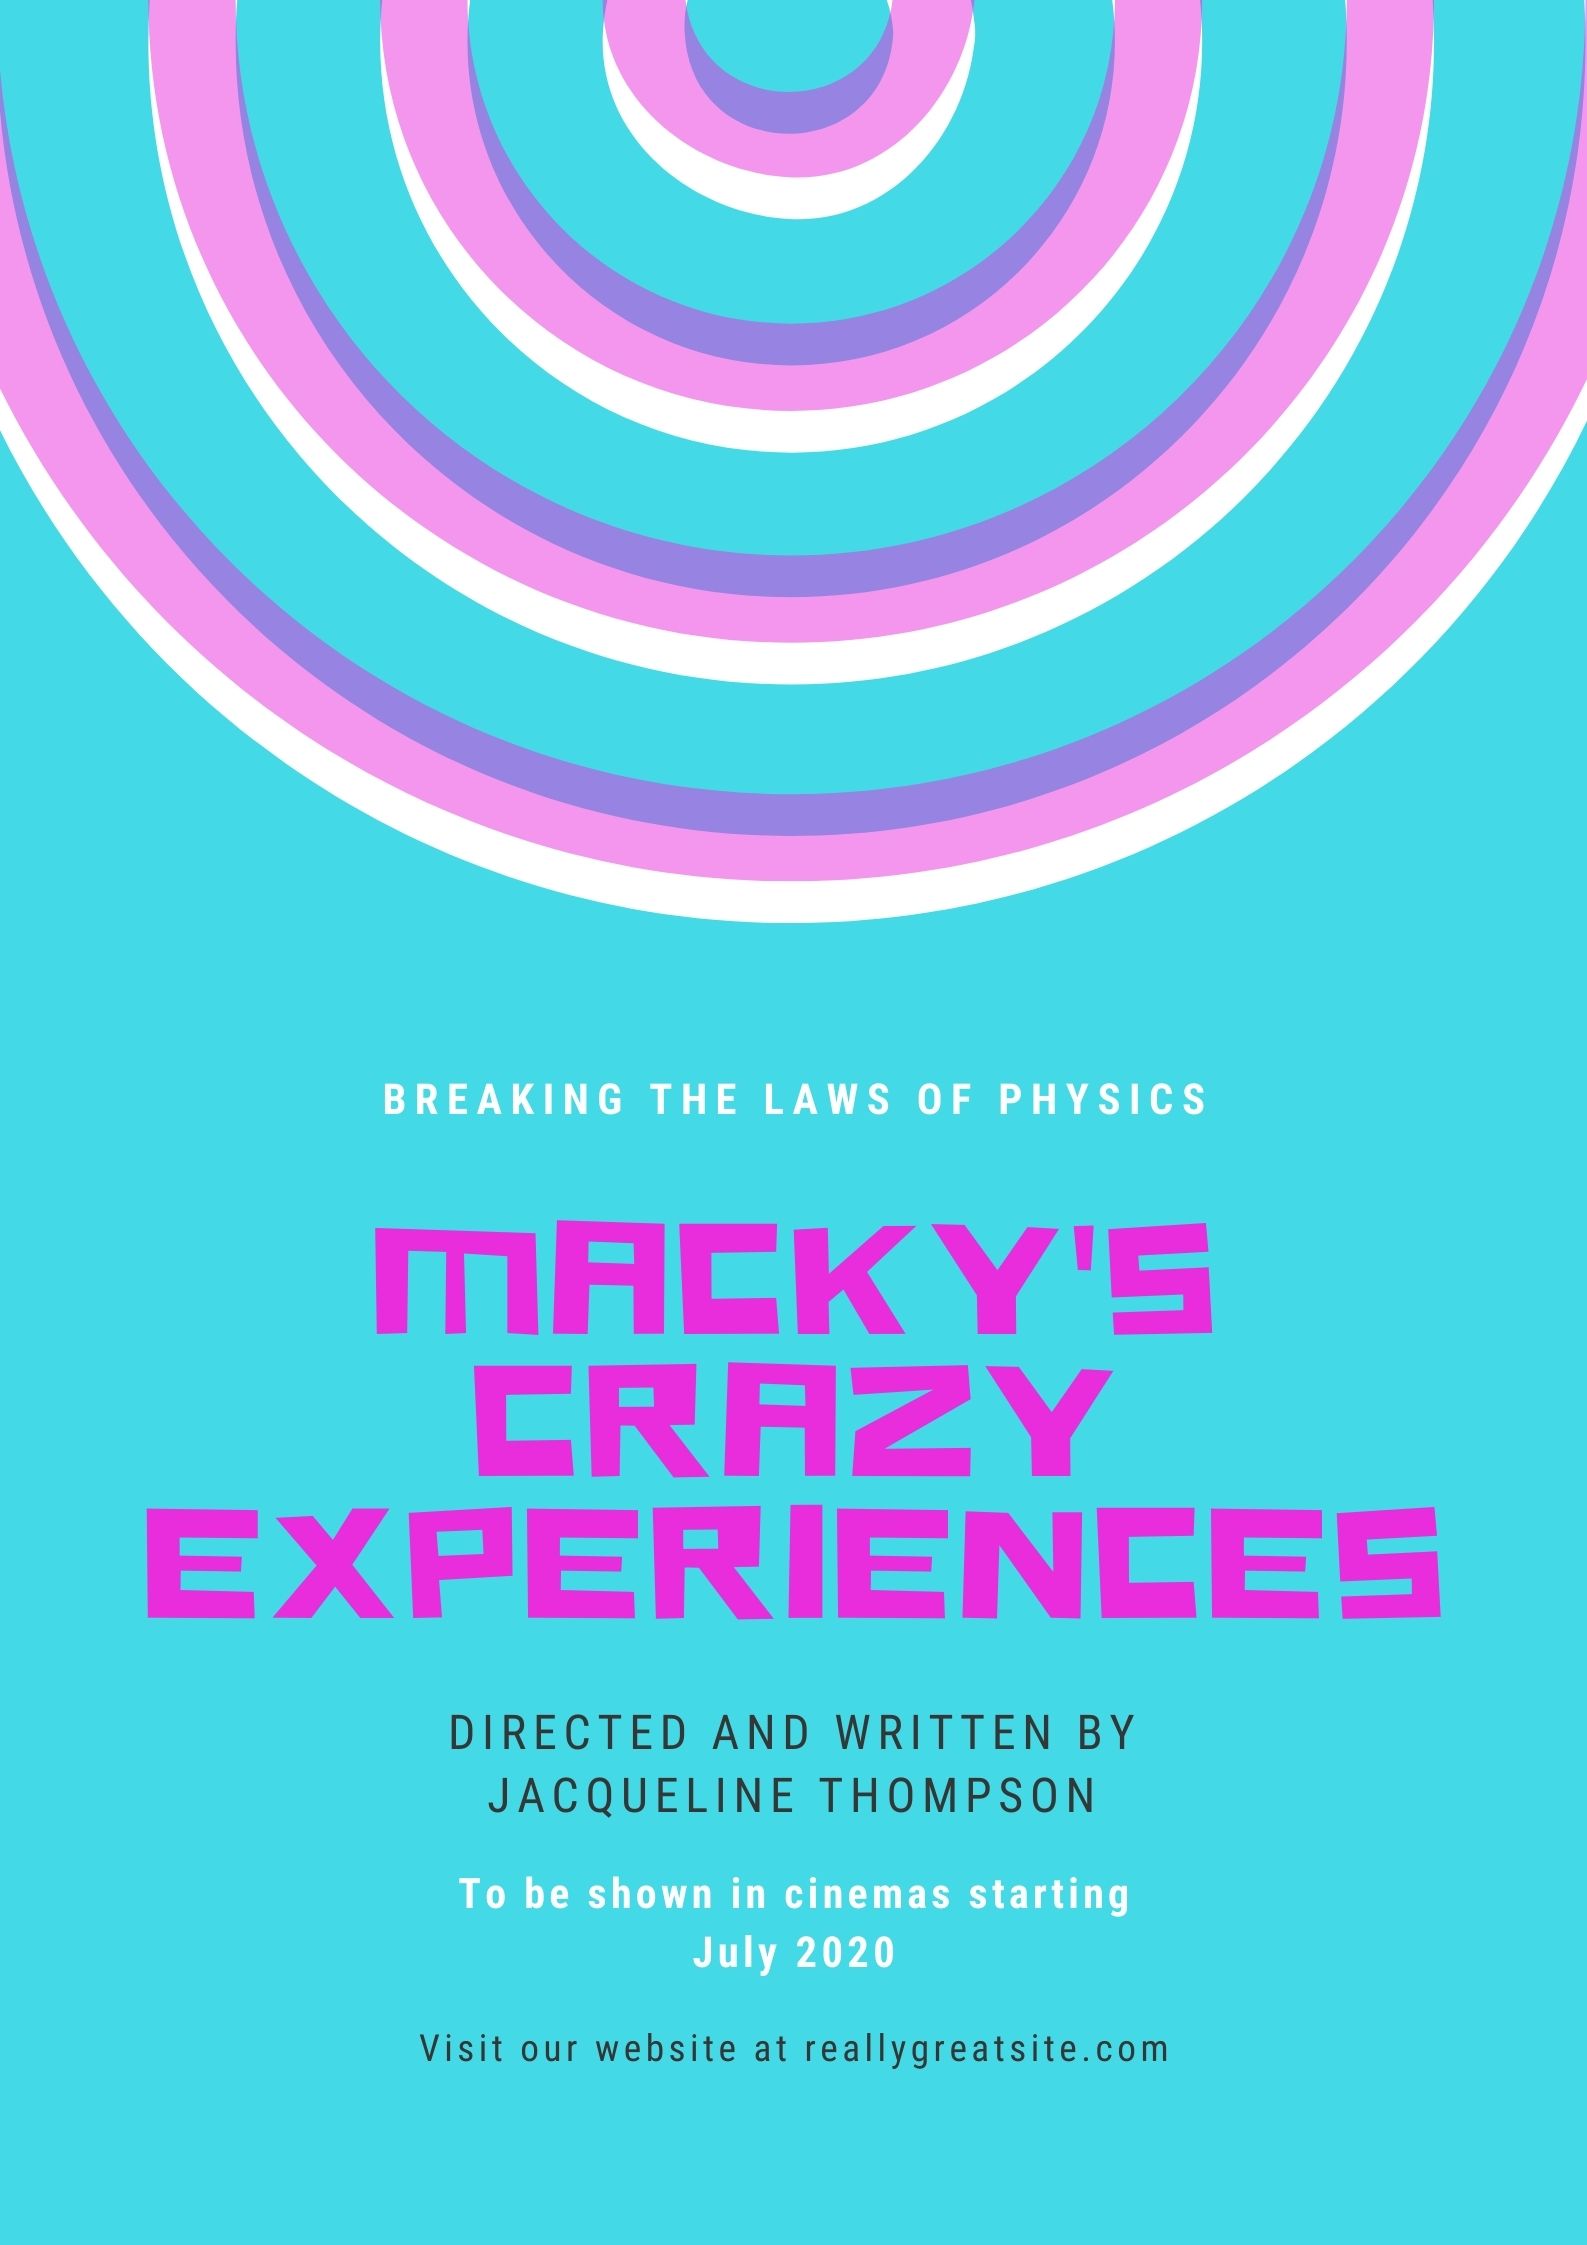 BREAKING THE LAWS OF PHYSICS
MACKY'S
CRAZY
EXPERIENCES
DIRECTED AND WRITTEN BY
JACQUELINE THOMPSON
To be shown in cinemas starting
July 2020
Visit our website at reallygreatsite.com